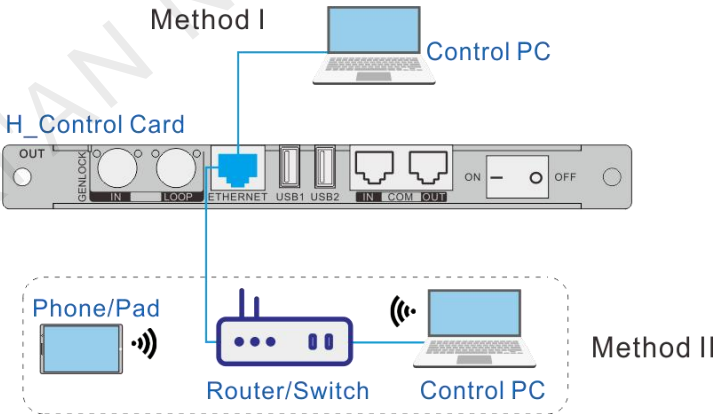 Method I
Control PC
H_Control Card
OUT
GENLOCK
IN
LOOP
ETHERNET
USB1
USB2
IN
COM
OUT
ON
OFF
Phone/Pad
Method II
Router/Switch
Control PC